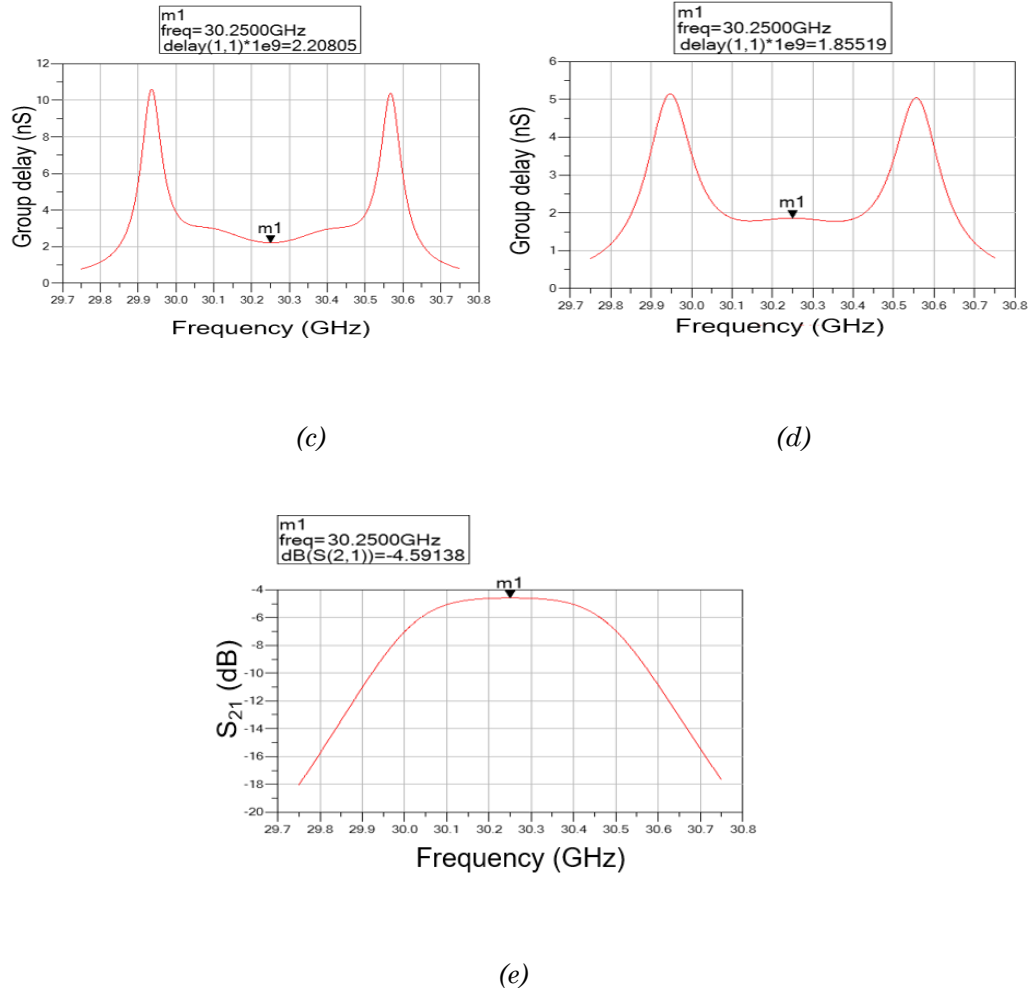 m1
freq=30.2500GHz
delay(1,1)*1e9=2.20805
12
10
8
6
4
2
0
Group delay (nS)
m1
29.7 29.8 29.9 30.0 30.1 30.2 30.3 30.4 30.5 30.6 30.7 30.8
Frequency (GHz)
(c)
m1
freq=30.2500GHz
delay(1,1)*1e9=1.85519
6
5
4
3
2
1
0
Group delay (nS)
m1
29.7 29.8 29.9 30.0 30.1 30.2 30.3 30.4 30.5 30.6 30.7 30.8
Frequency (GHz)
(d)
m1
freq=30.2500GHz
dB(S(2,1))=-4.59138
-4
-6
-8
-10
-12
-14
-16
-18
-20
S21 (dB)
m1
29.7 29.8 29.9 30.0 30.1 30.2 30.3 30.4 30.5 30.6 30.7 30.8
Frequency (GHz)
(e)